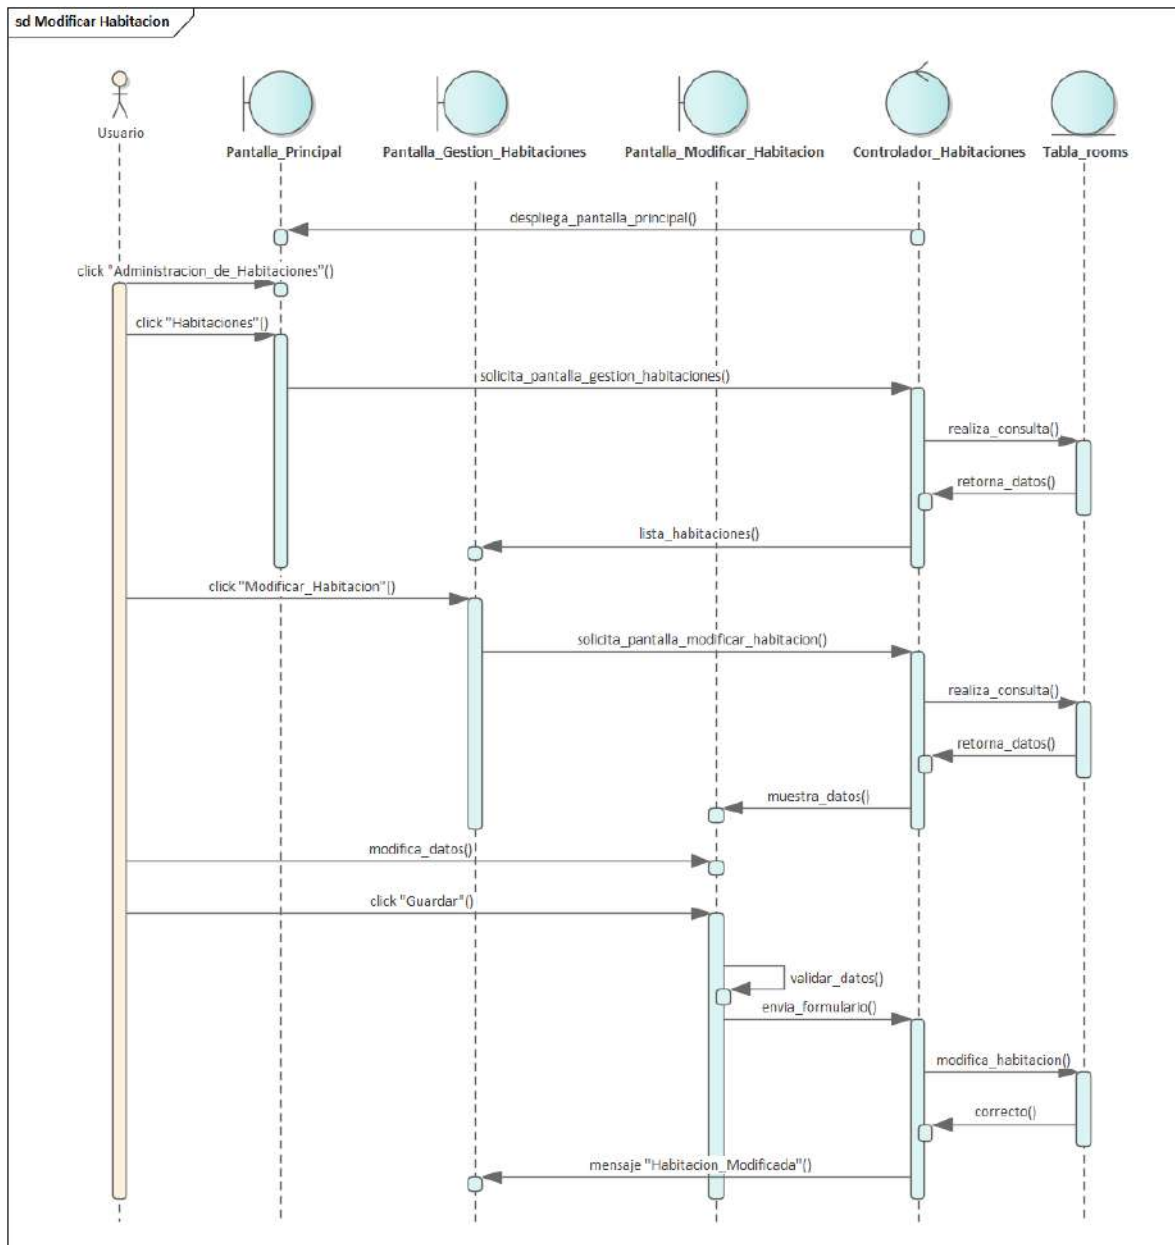 sd Modificar Habitacion
Usuario
Pantalla_Principal
Pantalla_Gestion_Habitaciones
Pantalla_Modificar_Habitacion
Controlador_Habitaciones
Tabla_rooms
despliega_pantalla_principal()
click "Administracion_de_Habitaciones"()
click "Habitaciones"()
solicita_pantalla_gestion_habitaciones()
realiza_consulta()
retorna_datos()
lista_habitaciones()
click "Modificar_Habitacion"()
solicita_pantalla_modificar_habitacion()
realiza_consulta()
retorna_datos()
muestra_datos()
modifica_datos()
click "Guardar"()
validar_datos()
envia_formulario()
modifica_habitacion()
correcto()
mensaje "Habitacion_Modificada"()